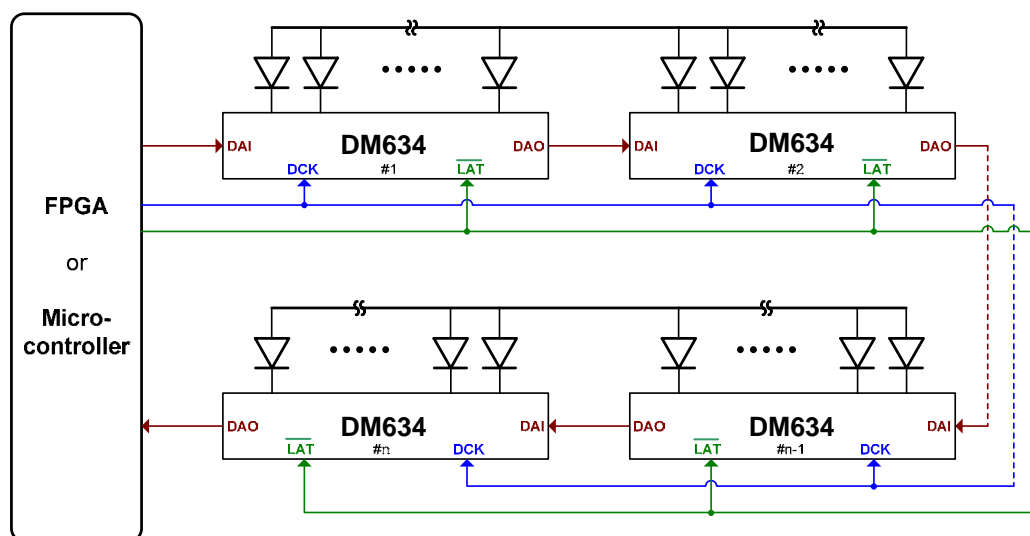 FPGA
or
Micro-
controller
DAI
DM634
DAO
DCK
#1
LAT
DAI
DM634
DAO
DCK
#2
LAT
DAO
DM634
DAI
LAT
#n
DCK
DAO
DM634
DAI
LAT
#n-1
DCK